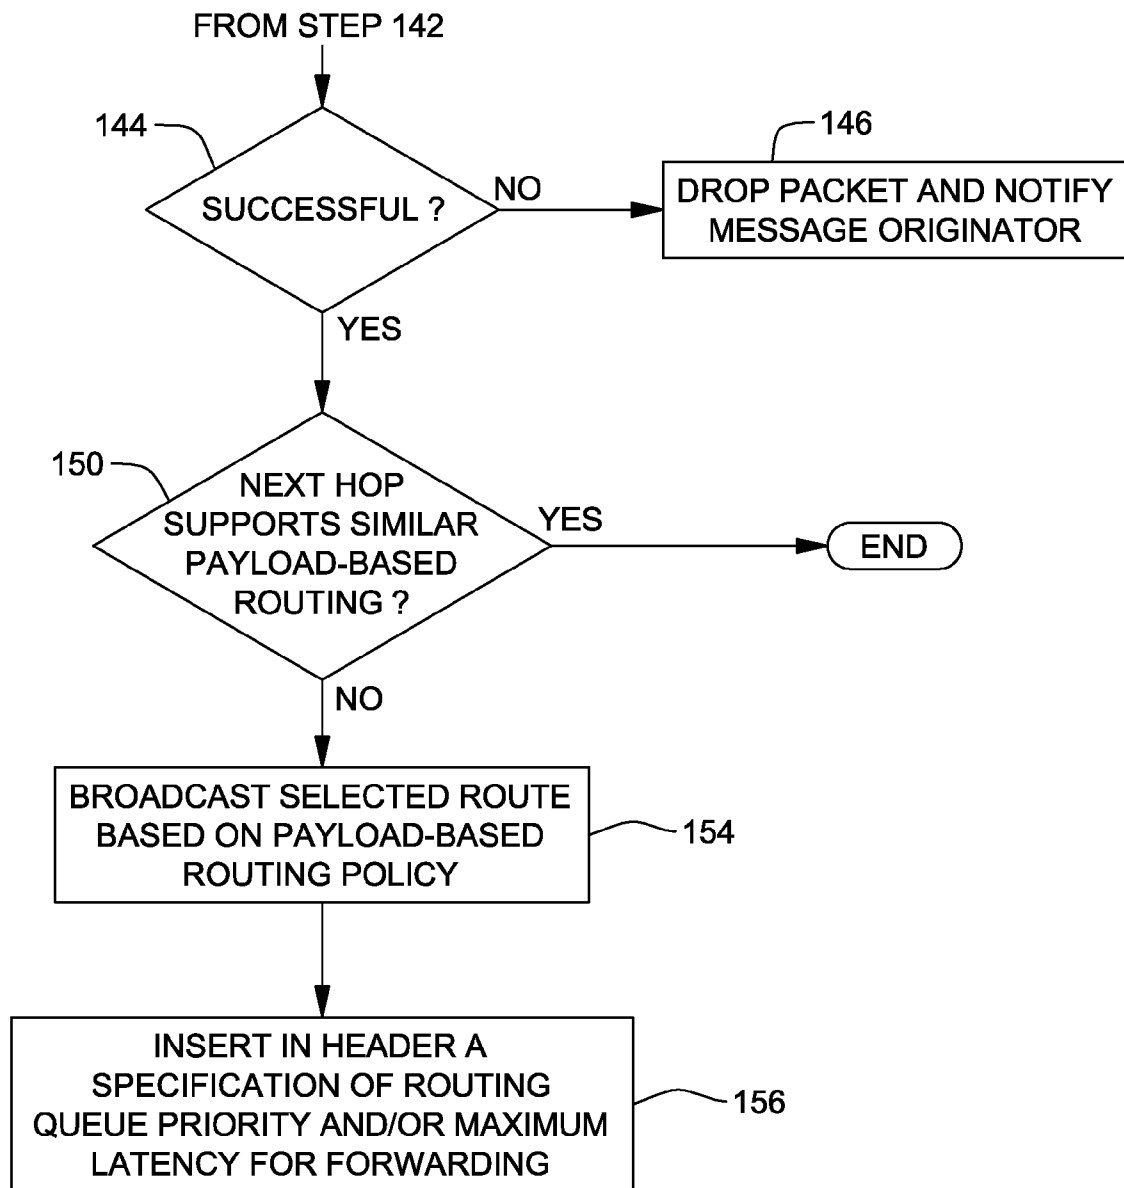 FROM STEP 142
144
SUCCESSFUL ?
NO
146
DROP PACKET AND NOTIFY
MESSAGE ORIGINATOR
YES
150
NEXT HOP
SUPPORTS SIMILAR
PAYLOAD-BASED
ROUTING ?
YES
END
NO
BROADCAST SELECTED ROUTE
BASED ON PAYLOAD-BASED
ROUTING POLICY
154
INSERT IN HEADER A
SPECIFICATION OF ROUTING
QUEUE PRIORITY AND/OR MAXIMUM
LATENCY FOR FORWARDING
156